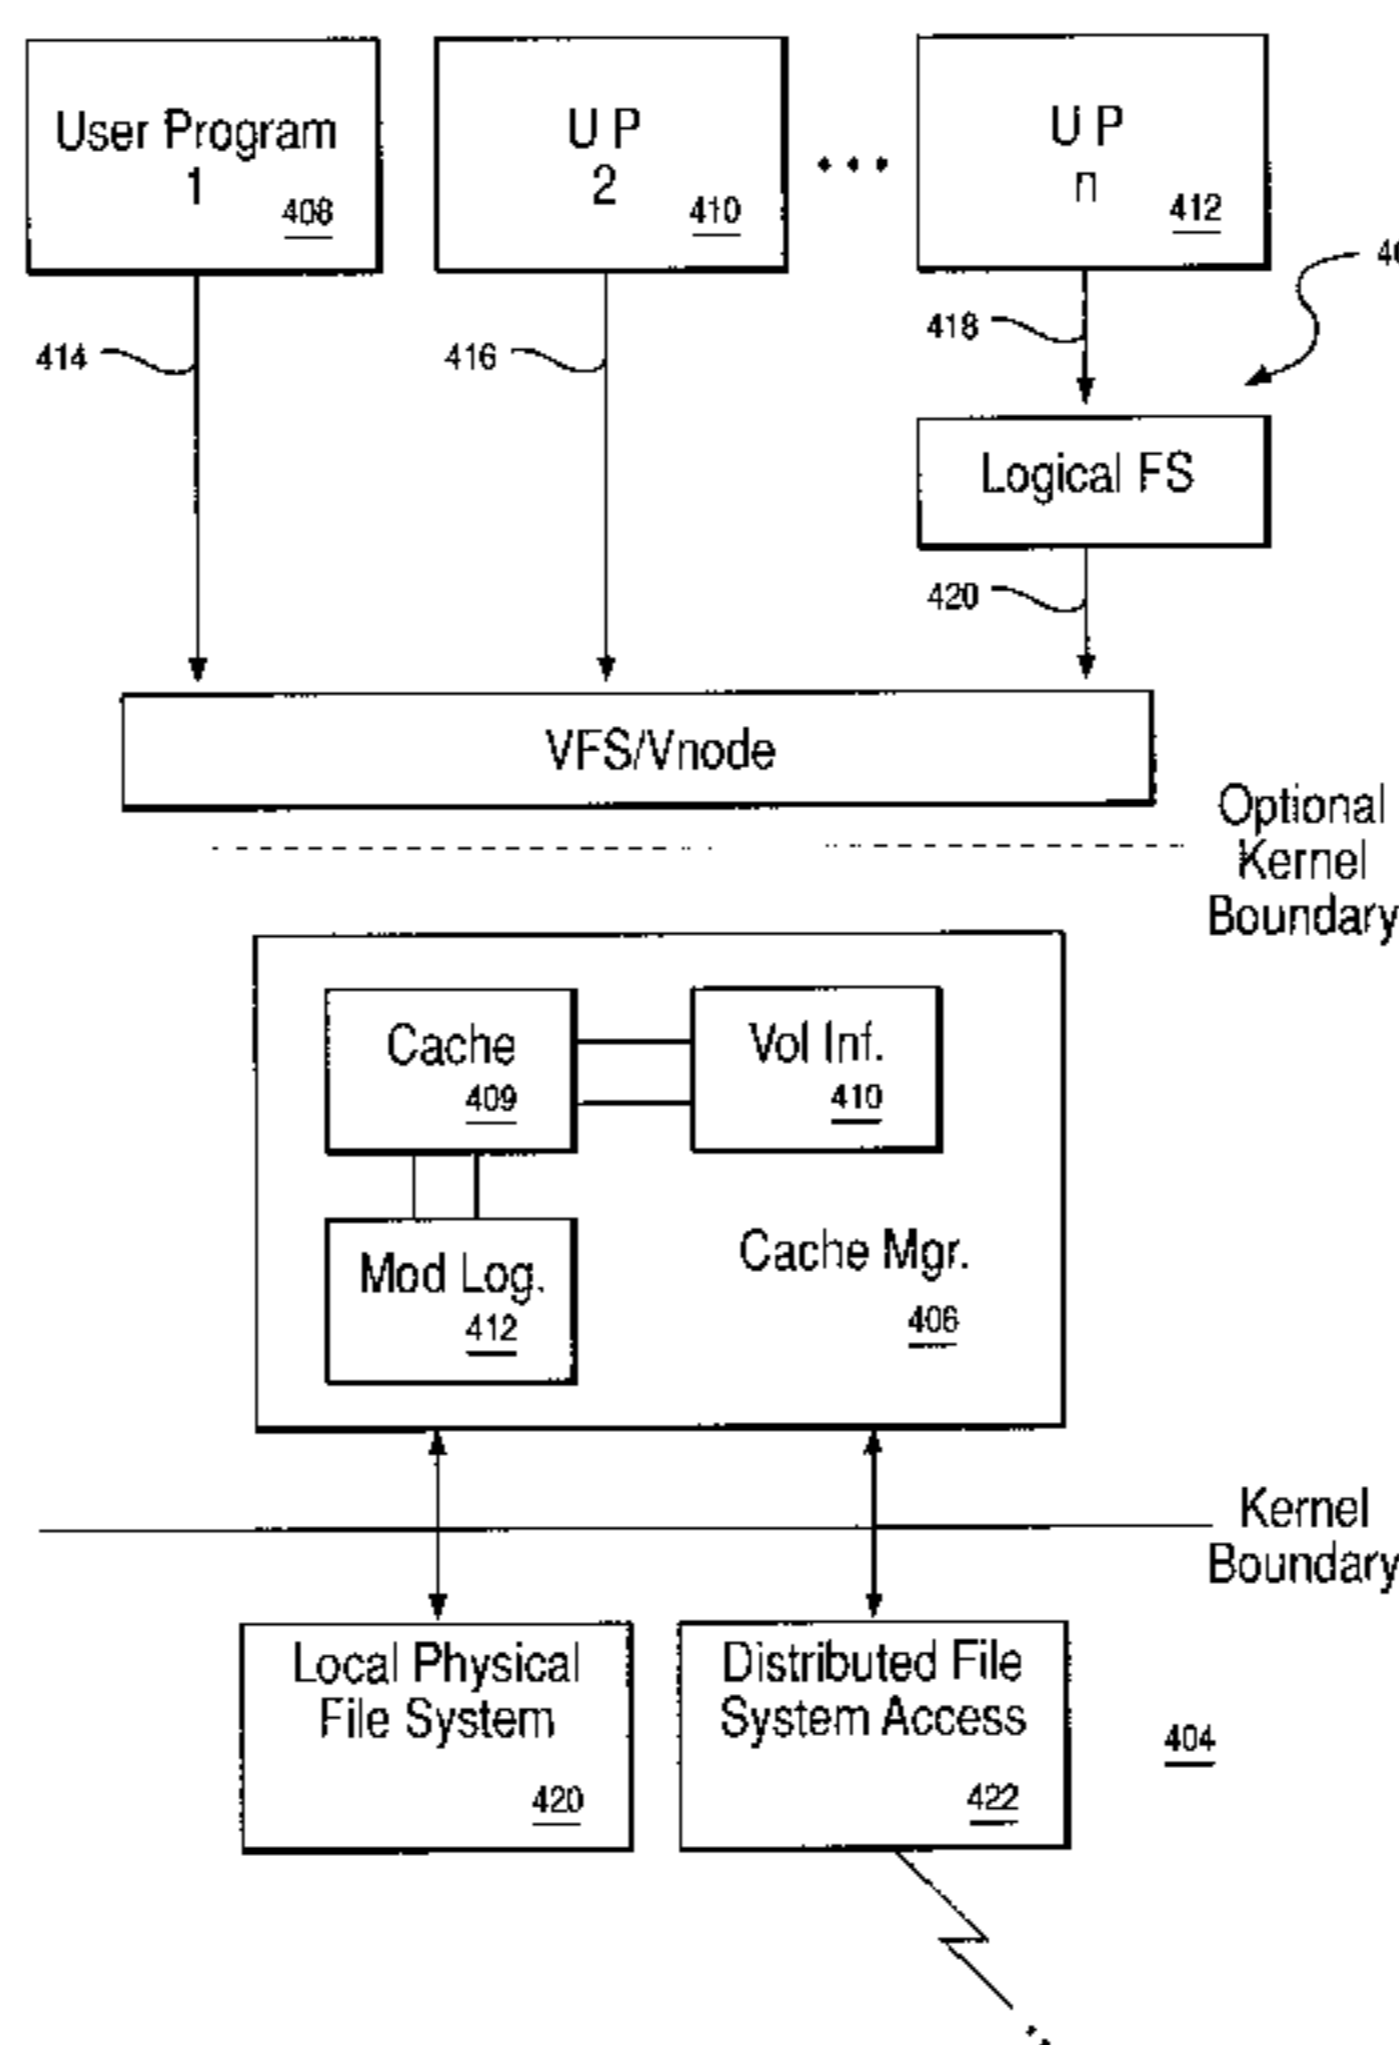 User Program
1
408
U P
2
410
U P
n
412
414
416
418
Logical FS
420
VFS/Vnode
Optional
Kernel
Boundary
Cache
409
Vol Inf.
410
Mod Log.
412
Cache Mgr.
406
Kernel
Boundary
Local Physical
File System
420
Distributed File
System Access
422
404